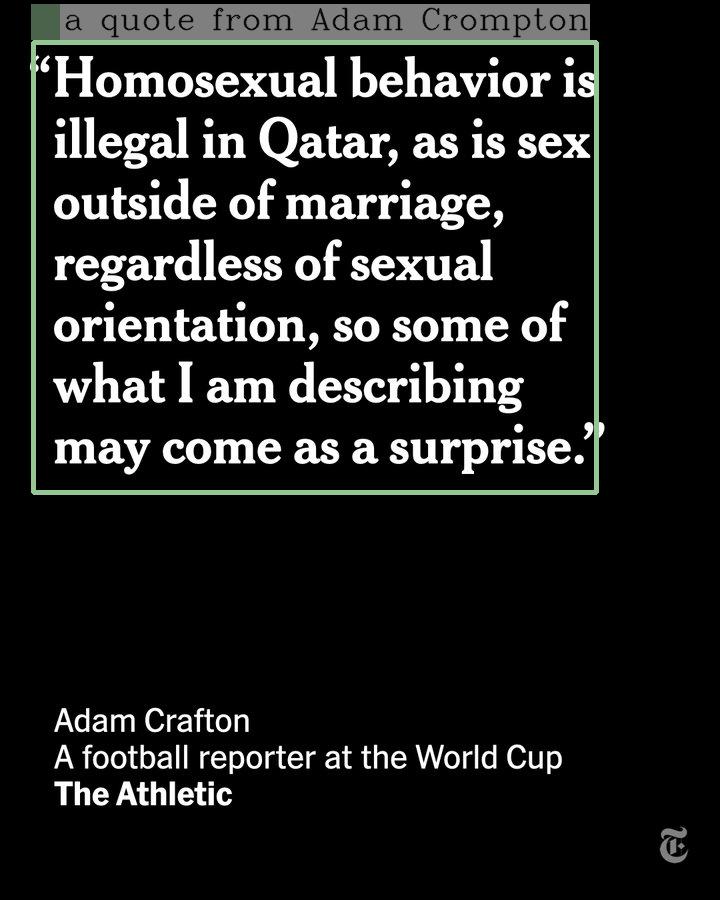 a quote from Adam Crompton
“Homosexual behavior is
illegal in Qatar, as is sex
outside of marriage,
regardless of sexual
orientation, so some of
what I am describing
may come as a surprise.”
Adam Crafton
A football reporter at the World Cup
The Athletic
T